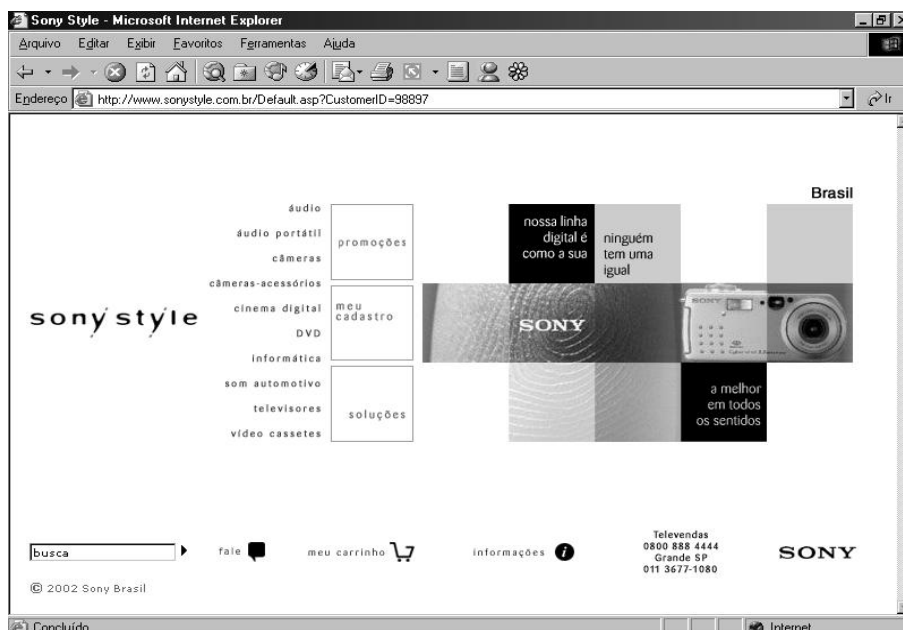 Sony Style - Microsoft Internet Explorer
Arquivo Editar Exibir Favoritos Ferramentas Ajuda
Endereço http://www.sonystyle.com.br/Default.asp?CustomerID=98897 Ir
Brasil
áudio
áudio portátil
câmeras
câmeras-acessórios
cinema digital
DVD
informática
som automotivo
televisores
vídeo cassetes
sony style
promoções
meu
cadastro
soluções
nossa linha
digital é
como a sua
ninguém
tem uma
igual
SONY
SONY
a melhor
em todos
os sentidos
busca
fale
meu carrinho
informações i
Televendas
0800 888 4444
Grande SP
011 3677-1080
SONY
© 2002 Sony Brasil
Concluído Internet